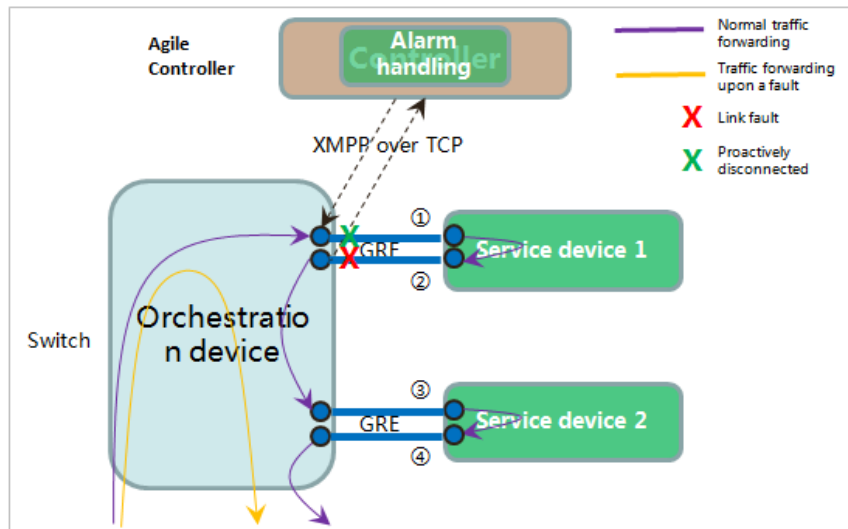 Agile
Controller
Controller
Alarm
handling
Normal traffic
forwarding
Traffic forwarding
upon a fault
X
Link fault
X
Proactively
disconnected
XMPP over TCP
①
X
GRE
X
Service device 1
②
Switch
Orchestratio
n device
③
GRE
Service device 2
④